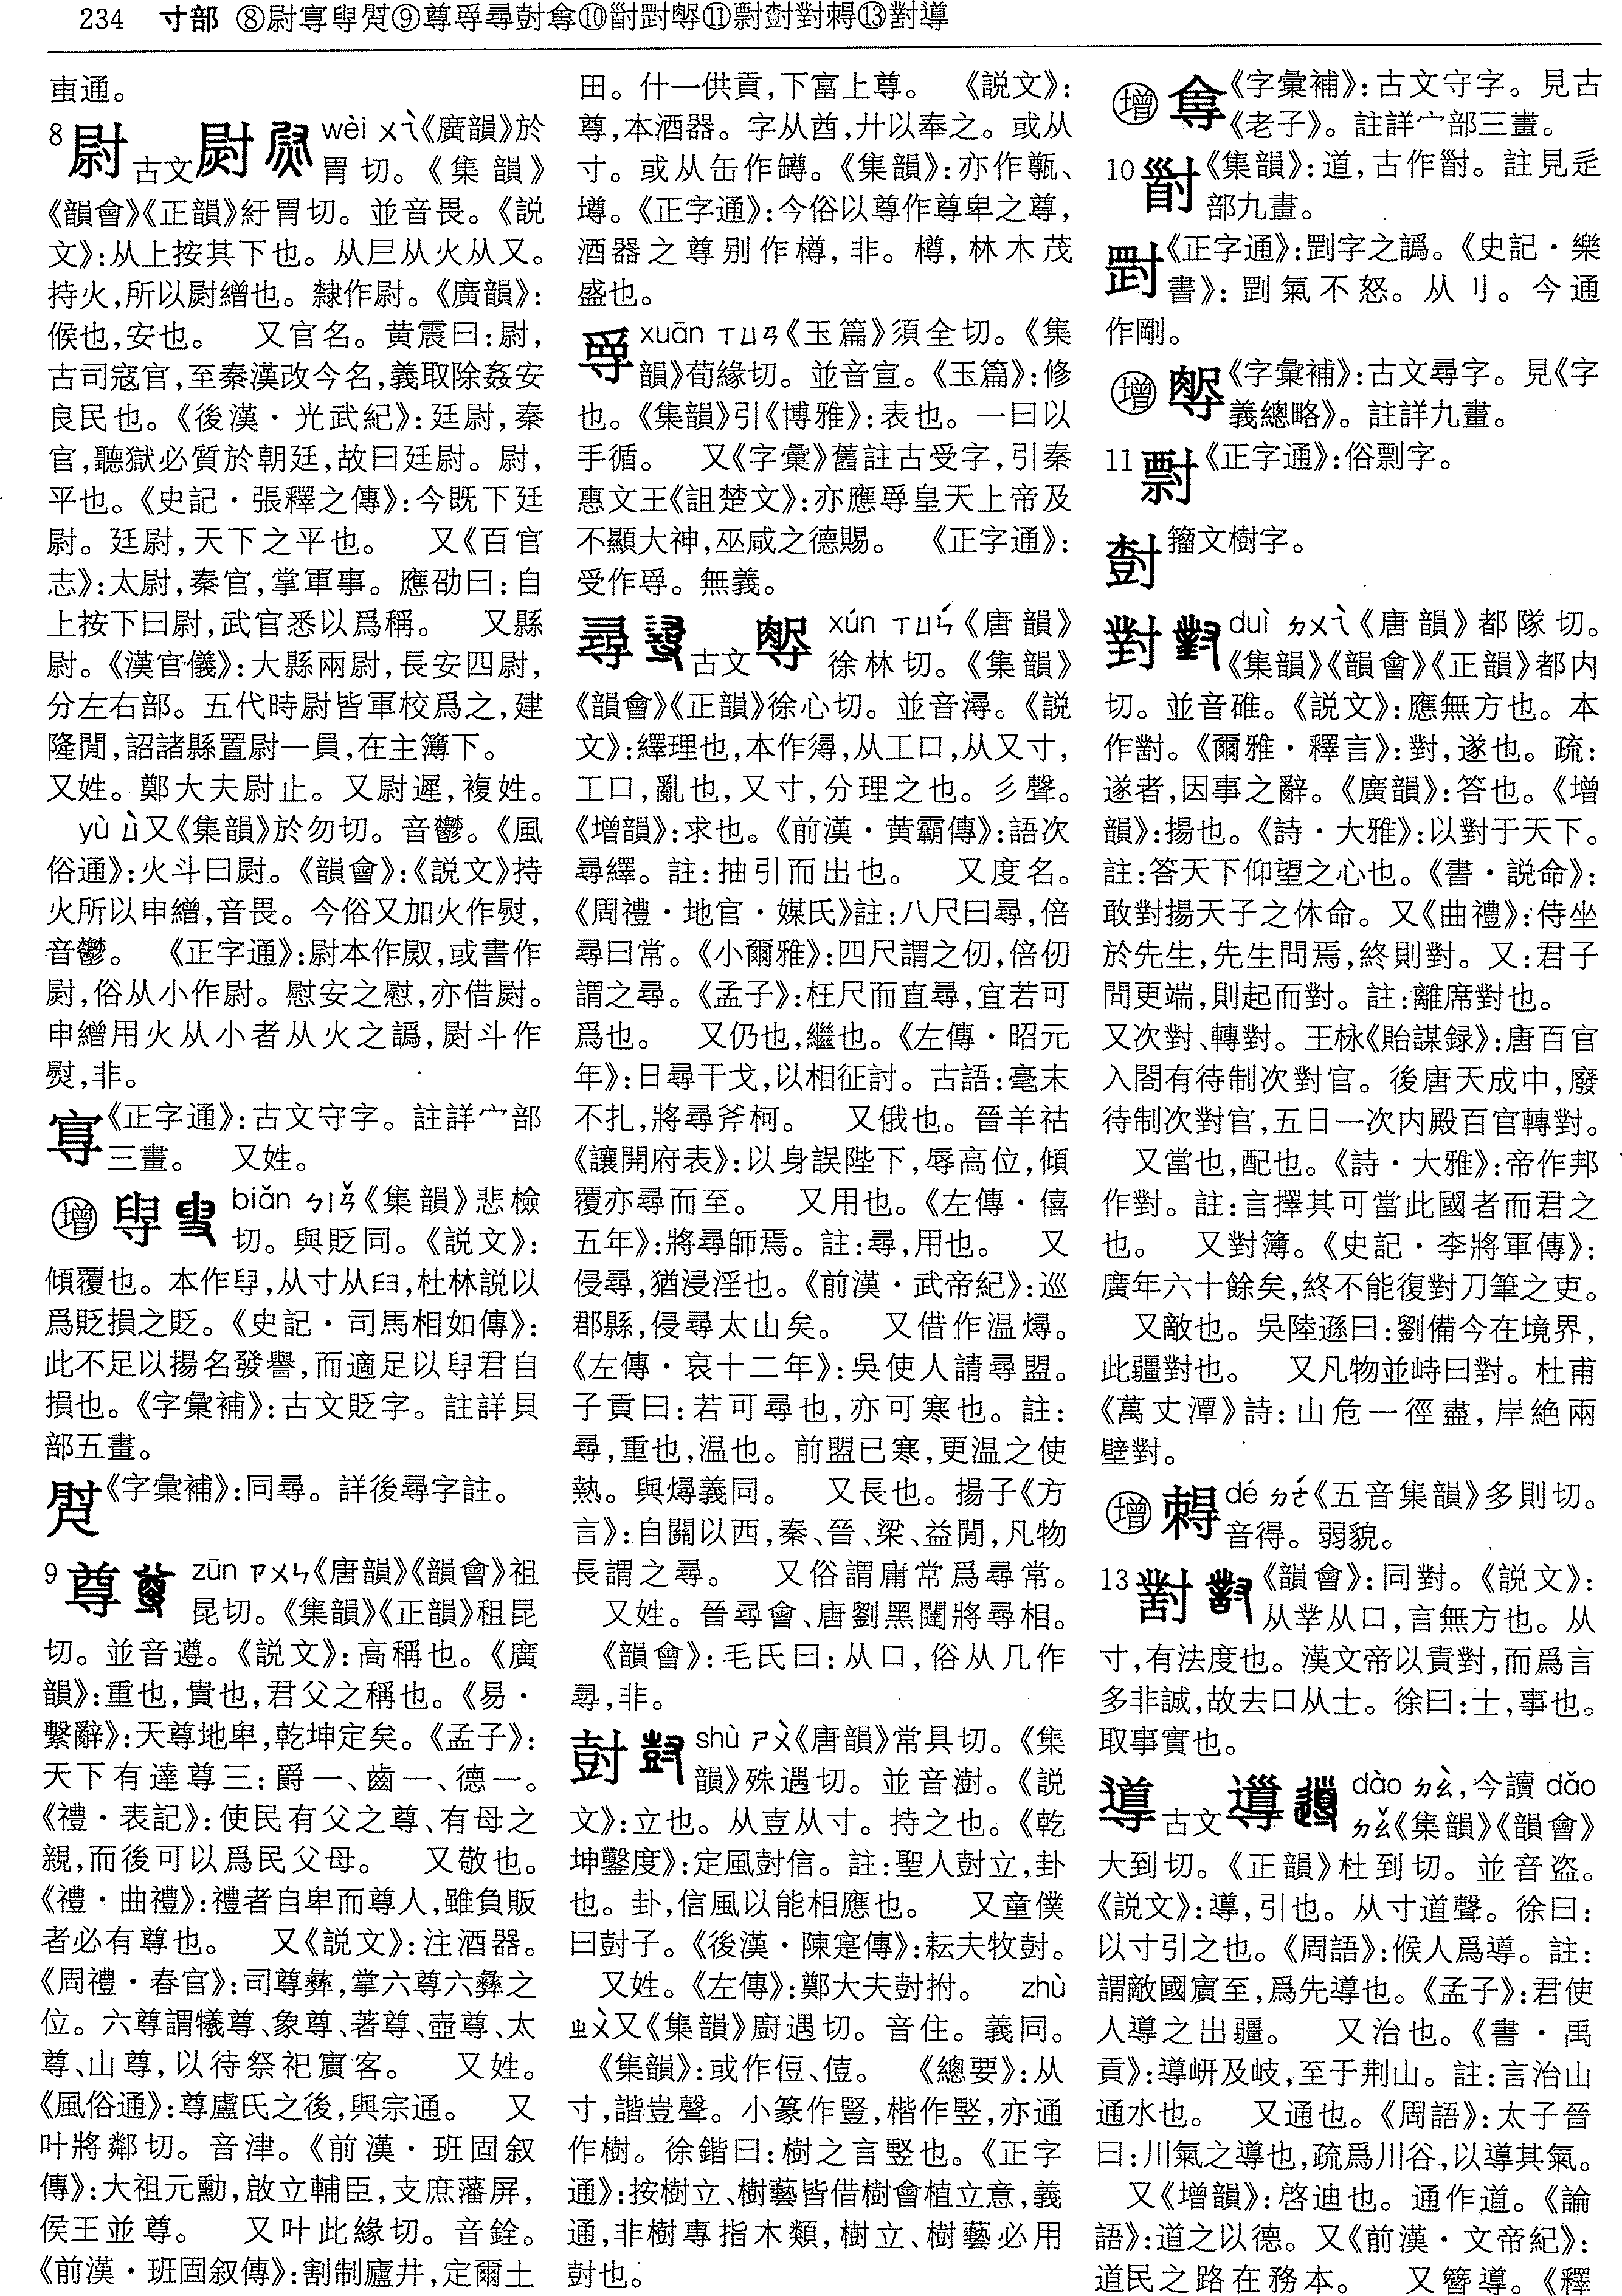 234 寸部 ⑧尉㝊㝵⑨尊尋尌⑩⑪對⑬導
蚩通。
8 尉 古文 wèi ㄨㄟˋ《廣韻》於
胃切。《集韻》
《韻會》《正韻》紆胃切。並音畏。《説
文》:从上按其下也。从𡰥从火从又。
持火,所以尉繒也。隸作尉。《廣韻》:
候也,安也。 又官名。黄震曰:尉,
古司寇官,至秦漢改今名,義取除姦安
良民也。《後漢·光武紀》:廷尉,秦
官,聽獄必質於朝廷,故曰廷尉。尉,
平也。《史記·張釋之傳》:今既下廷
尉。廷尉,天下之平也。 又《百官
志》:太尉,秦官,掌軍事。應劭曰:自
上按下曰尉,武官悉以爲稱。 又縣
尉。《漢官儀》:大縣兩尉,長安四尉,
分左右部。五代時尉皆軍校爲之,建
隆閒,詔諸縣置尉一員,在主簿下。
又姓。鄭大夫尉止。又尉遲,複姓。
yù ㄩˋ又《集韻》於勿切。音鬱。《風
俗通》:火斗曰尉。《韻會》:《説文》持
火所以申繒,音畏。今俗又加火作熨,
音鬱。 《正字通》:尉本作㷉,或書作
尉,俗从小作尉。慰安之慰,亦借尉。
申繒用火从小者从火之譌,尉斗作
熨,非。
《正字通》:古文守字。註詳宀部
三畫。 又姓。
增 biǎn ㄅㄧㄢˇ《集韻》悲檢
切。與貶同。《説文》:
傾覆也。本作㝵,从寸从臼,杜林説以
爲貶損之貶。《史記·司馬相如傳》:
此不足以揚名發譽,而適足以君自
損也。《字彙補》:古文貶字。註詳貝
部五畫。
《字彙補》:同尋。詳後尋字註。
9 尊 zūn ㄗㄨㄣ《唐韻》《韻會》祖
昆切。《集韻》《正韻》租昆
切。並音遵。《説文》:高稱也。《廣
韻》:重也,貴也,君父之稱也。《易·
繫辭》:天尊地卑,乾坤定矣。《孟子》:
天下有達尊三:爵一、齒一、德一。
《禮·表記》:使民有父之尊、有母之
親,而後可以爲民父母。 又敬也。
《禮·曲禮》:禮者自卑而尊人,雖負販
者必有尊也。 又《説文》:注酒器。
《周禮·春官》:司尊彝,掌六尊六彝之
位。六尊謂犧尊、象尊、著尊、壺尊、太
尊、山尊,以待祭祀賔客。 又姓。
《風俗通》:尊盧氏之後,與宗通。 又
叶將鄰切。音津。《前漢·班固叙
傳》:大祖元勳,啟立輔臣,支庶藩屏,
侯王並尊。 又叶此緣切。音銓。
《前漢·班固叙傳》:割制廬井,定爾土
田。什一供貢,下富上尊。 《説文》:
尊,本酒器。字从酋,廾以奉之。或从
寸。或从缶作罇。《集韻》:亦作甎、
墫。《正字通》:今俗以尊作尊卑之尊,
酒器之尊别作樽,非。樽,林木茂
盛也。
xuān ㄒㄩㄢ《玉篇》須全切。《集
韻》荀緣切。並音宣。《玉篇》:修
也。《集韻》引《博雅》:表也。一曰以
手循。 又《字彙》舊註古受字,引秦
惠文王《詛楚文》:亦應皇天上帝及
不顯大神,巫咸之德賜。 《正字通》:
受作。無義。
尋 古文 xún ㄒㄩㄣˊ《唐韻》
徐林切。《集韻》
《韻會》《正韻》徐心切。並音潯。《説
文》:繹理也,本作,从工口,从又寸,
工口,亂也,又寸,分理之也。彡聲。
《增韻》:求也。《前漢·黄霸傳》:語次
尋繹。註:抽引而出也。 又度名。
《周禮·地官·媒氏》註:八尺曰尋,倍
尋曰常。《小爾雅》:四尺謂之仞,倍仞
謂之尋。《孟子》:枉尺而直尋,宜若可
爲也。 又仍也,繼也。《左傳·昭元
年》:日尋干戈,以相征討。古語:毫末
不扎,將尋斧柯。 又俄也。晉羊祜
《讓開府表》:以身誤陛下,辱高位,傾
覆亦尋而至。 又用也。《左傳·僖
五年》:將尋師焉。註:尋,用也。 又
侵尋,猶浸淫也。《前漢·武帝紀》:巡
郡縣,侵尋太山矣。 又借作温燖。
《左傳·哀十二年》:吳使人請尋盟。
子貢曰:若可尋也,亦可寒也。註:
尋,重也,温也。前盟已寒,更温之使
熱。與燖義同。 又長也。揚子《方
言》:自關以西,秦、晉、梁、益閒,凡物
長謂之尋。 又俗謂庸常爲尋常。
又姓。晉尋會、唐劉黑闥將尋相。
《韻會》:毛氏曰:从口,俗从几作
尋,非。
尌 shù ㄕㄨˋ《唐韻》常具切。《集
韻》殊遇切。並音澍。《説
文》:立也。从壴从寸。持之也。《乾
坤鑿度》:定風尌信。註:聖人尌立,卦
也。卦,信風以能相應也。 又童僕
曰尌子。《後漢·陳寔傳》:耘夫牧尌。
又姓。《左傳》:鄭大夫尌拊。 zhù
ㄓㄨˋ又《集韻》廚遇切。音住。義同。
《集韻》:或作侸、偫。 《總要》:从
寸,諧豈聲。小篆作豎,楷作竪,亦通
作樹。徐鍇曰:樹之言竪也。《正字
通》:按樹立、樹藝皆借樹會植立意,義
通,非樹專指木類,樹立、樹藝必用
尌也。
增 《字彙補》:古文守字。見古
《老子》。註詳宀部三畫。
10 《集韻》:道,古作。註見辵
部九畫。
《正字通》:剛字之譌。《史記·樂
書》:剛氣不怒。从刂。今通
作剛。
增 《字彙補》:古文尋字。見《字
義總略》。註詳九畫。
11 《正字通》:俗剽字。
籀文樹字。
對 duì ㄉㄨㄟˋ《唐韻》都隊切。
《集韻》《韻會》《正韻》都内
切。並音碓。《説文》:應無方也。本
作對。《爾雅·釋言》:對,遂也。疏:
遂者,因事之辭。《廣韻》:答也。《增
韻》:揚也。《詩·大雅》:以對于天下。
註:答天下仰望之心也。《書·説命》:
敢對揚天子之休命。又《曲禮》:侍坐
於先生,先生問焉,終則對。又:君子
問更端,則起而對。註:離席對也。
又次對、轉對。王栐《貽謀録》:唐百官
入閤有待制次對官。後唐天成中,廢
待制次對官,五日一次内殿百官轉對。
又當也,配也。《詩·大雅》:帝作邦
作對。註:言擇其可當此國者而君之
也。 又對簿。《史記·李將軍傳》:
廣年六十餘矣,終不能復對刀筆之吏。
又敵也。吳陸遜曰:劉備今在境界,
此疆對也。 又凡物並峙曰對。杜甫
《萬丈潭》詩:山危一徑盡,岸絶兩
壁對。
增 dé ㄉㄜˊ《五音集韻》多則切。
音得。弱貌。
13 《韻會》:同對。《説文》:
从丵从口,言無方也。从
寸,有法度也。漢文帝以責對,而爲言
多非誠,故去口从士。徐曰:士,事也。
取事實也。
導 古文 dào ㄉㄠˋ,今讀 dǎo
ㄉㄠˇ《集韻》《韻會》
大到切。《正韻》杜到切。並音盜。
《説文》:導,引也。从寸道聲。徐曰:
以寸引之也。《周語》:候人爲導。註:
謂敵國賔至,爲先導也。《孟子》:君使
人導之出疆。 又治也。《書·禹
貢》:導岍及岐,至于荆山。註:言治山
通水也。 又通也。《周語》:太子晉
曰:川氣之導也,疏爲川谷,以導其氣。
又《增韻》:啓迪也。通作道。《論
語》:道之以德。又《前漢·文帝紀》:
道民之路在務本。 又簪導。《釋